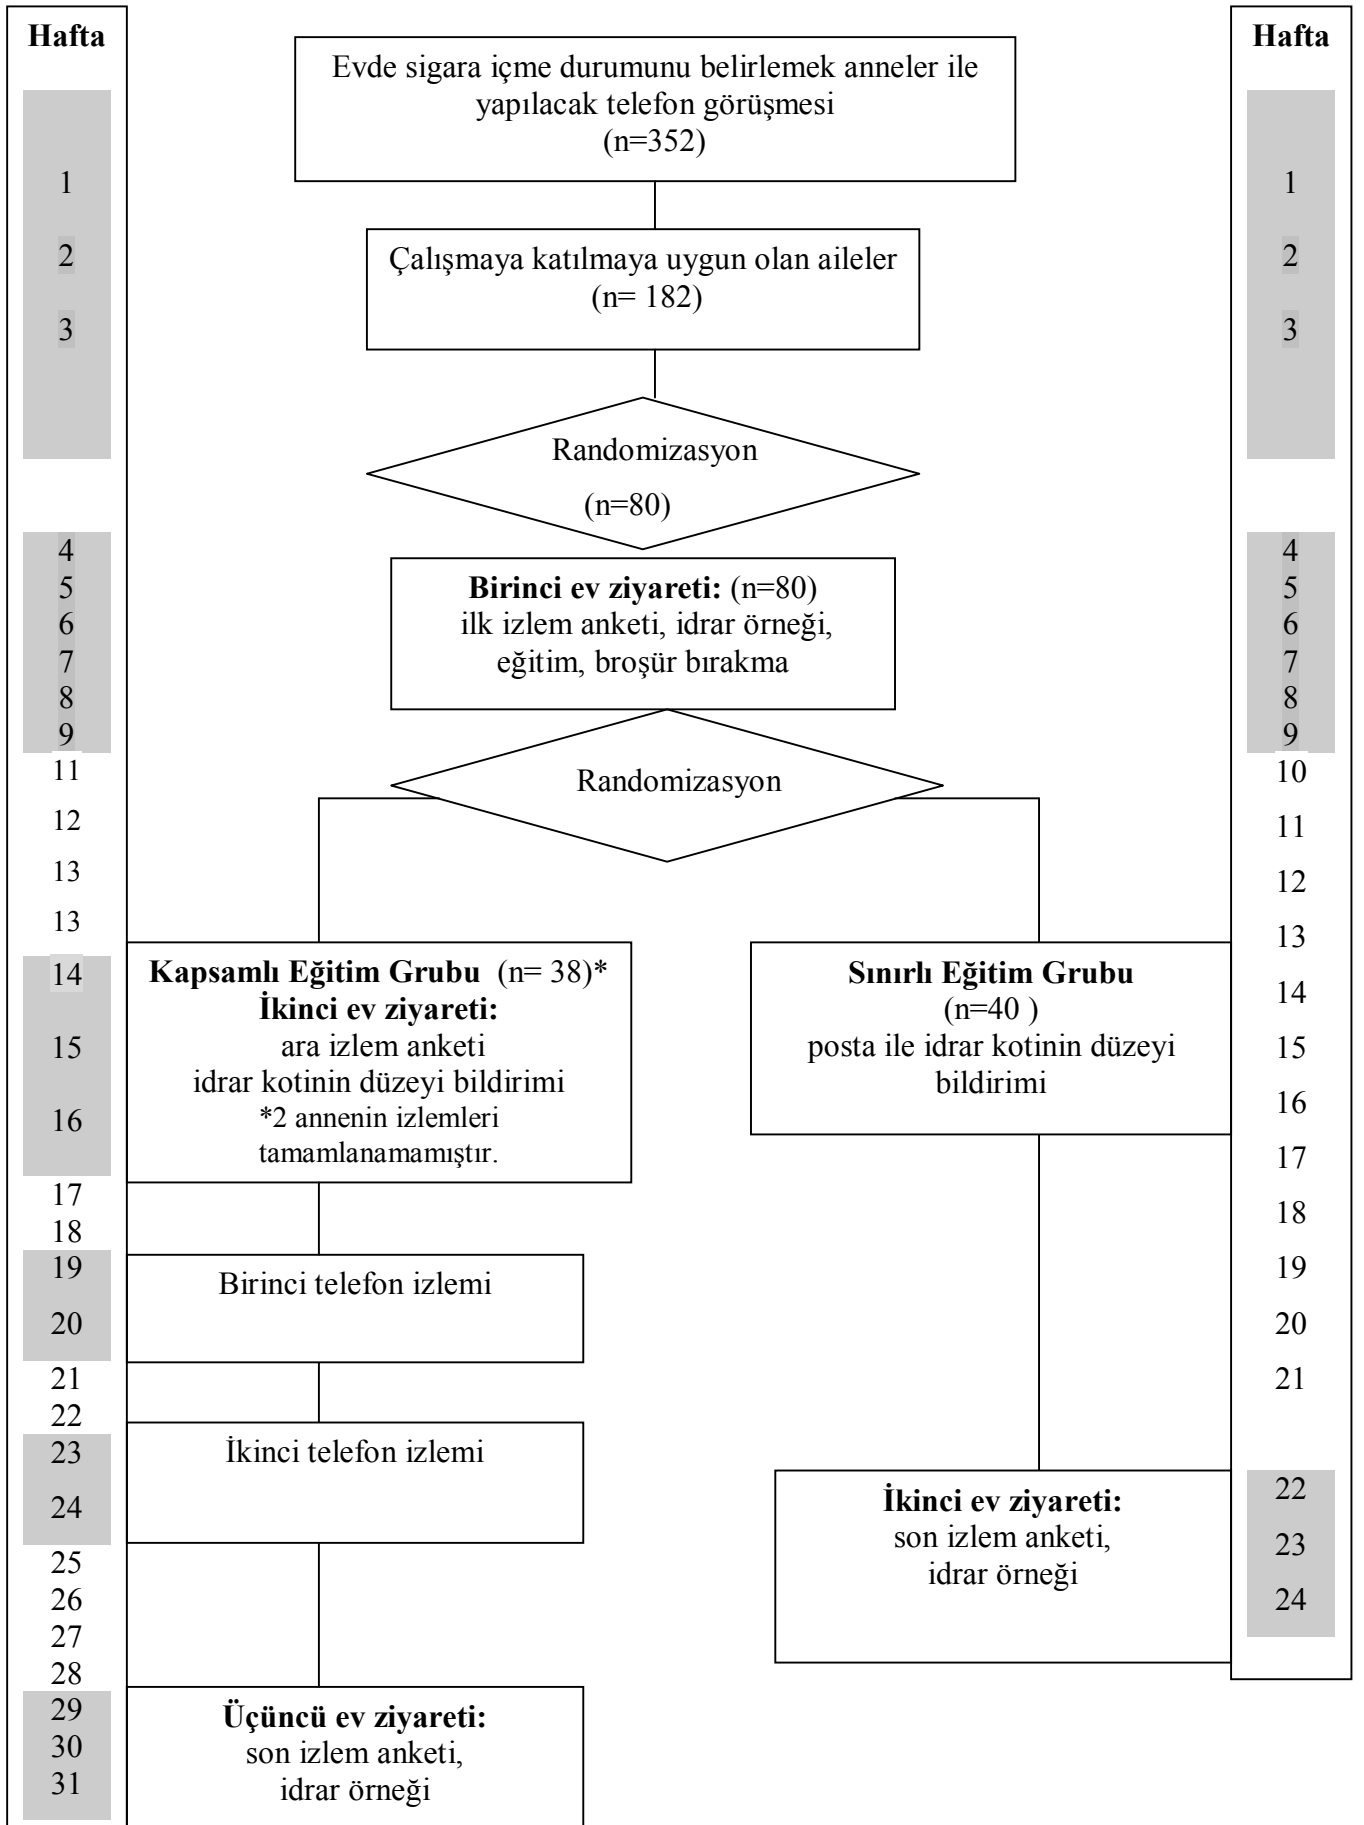 Hafta
1
2
3
4
5
6
7
8
9
11
12
13
13
14
15
16
17
18
19
20
21
22
23
24
25
26
27
28
29
30
31
Evde sigara içme durumunu belirlemek anneler ile
yapılacak telefon görüşmesi
(n=352)
Çalışmaya katılmaya uygun olan aileler
(n= 182)
Randomizasyon
(n=80)
Birinci ev ziyareti: (n=80)
ilk izlem anketi, idrar örneği,
eğitim, broşür bırakma
Randomizasyon
Kapsamlı Eğitim Grubu (n= 38)*
İkinci ev ziyareti:
ara izlem anketi
idrar kotinin düzeyi bildirimi
*2 annenin izlemleri
tamamlanamamıştır.
Birinci telefon izlemi
İkinci telefon izlemi
Üçüncü ev ziyareti:
son izlem anketi,
idrar örneği
Sınırlı Eğitim Grubu
(n=40 )
posta ile idrar kotinin düzeyi
bildirimi
İkinci ev ziyareti:
son izlem anketi,
idrar örneği
Hafta
1
2
3
4
5
6
7
8
9
10
11
12
13
14
15
16
17
18
19
20
21
22
23
24